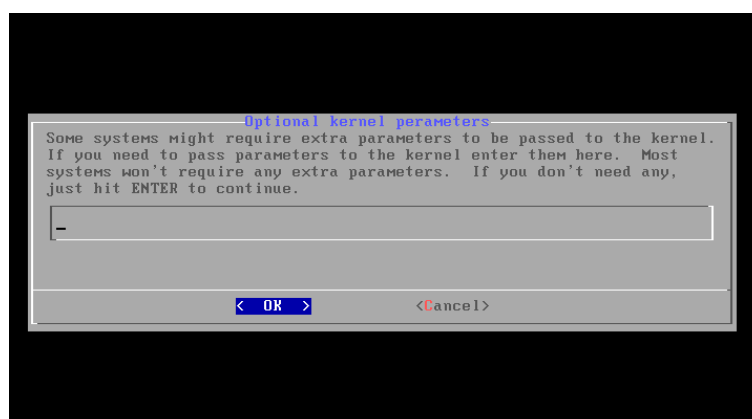 Optional kernel perameters
Some systems might require extra parameters to be passed to the kernel.
If you need to pass parameters to the kernel enter them here.  Most
systems won't require any extra parameters.  If you don't need any,
just hit ENTER to continue.
<  OK  >    <Cancel>